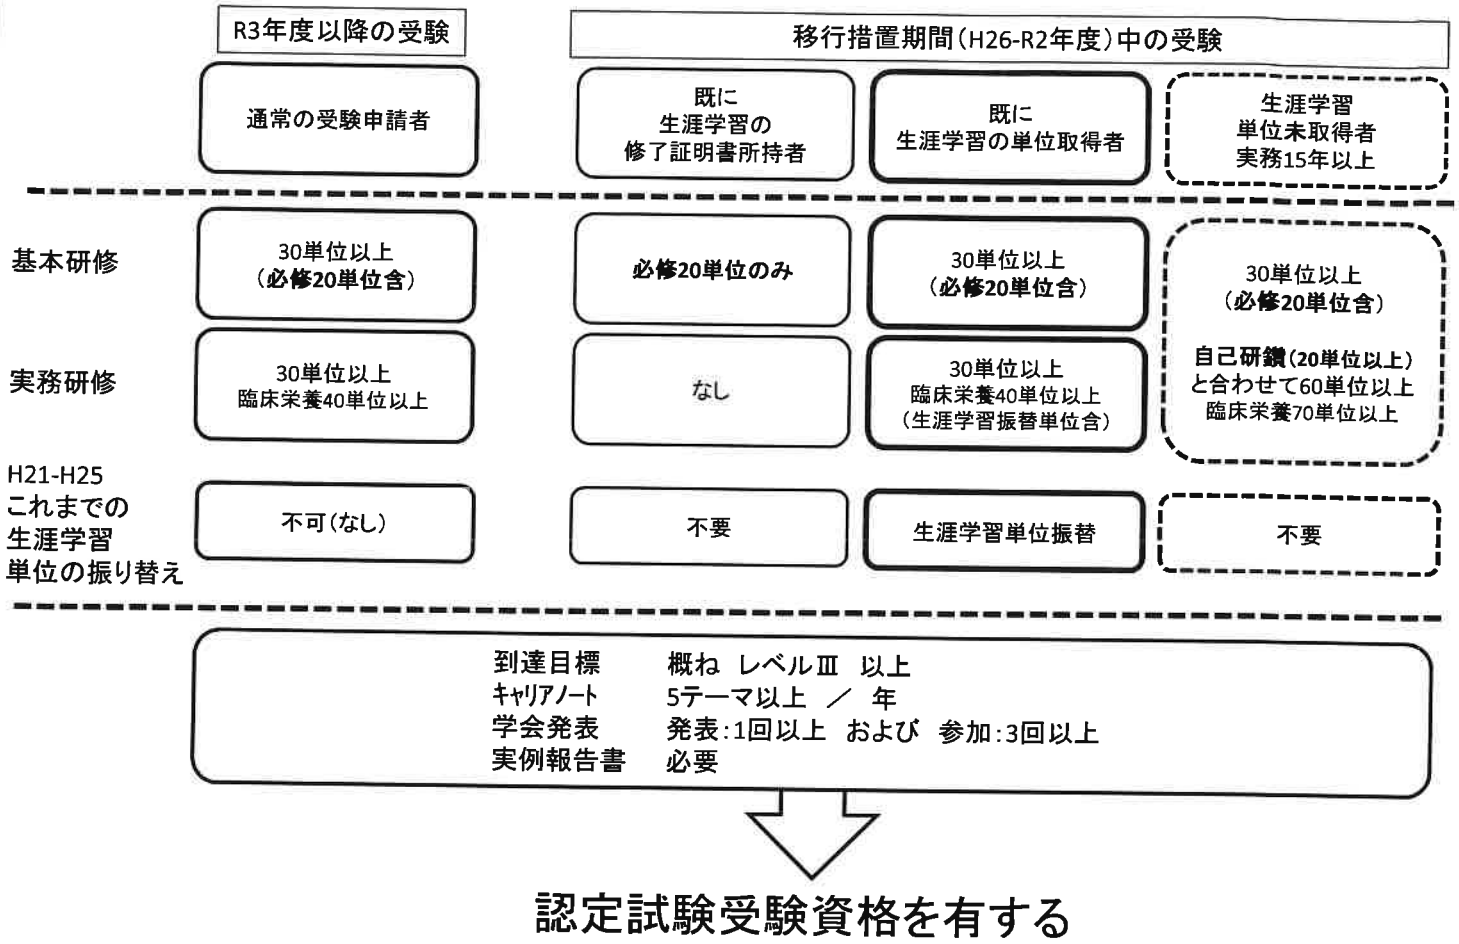 R3年度以降の受験
移行措置期間(H26-R2年度)中の受験
通常の受験申請者
既に
生涯学習の
修了証明書所持者
既に
生涯学習の単位取得者
生涯学習
単位未取得者
実務15年以上
基本研修
30単位以上
(必修20単位含)
必修20単位のみ
30単位以上
(必修20単位含)
30単位以上
(必修20単位含)
自己研鑽(20単位以上)
と合わせて60単位以上
臨床栄養70単位以上
実務研修
30単位以上
臨床栄養40単位以上
なし
30単位以上
臨床栄養40単位以上
(生涯学習振替単位含)
H21-H25
これまでの
生涯学習
単位の振り替え
不可(なし)
不要
生涯学習単位振替
不要
到達目標 概ね レベルⅢ 以上
キャリアノート 5テーマ以上 / 年
学会発表 発表:1回以上 および 参加:3回以上
実例報告書 必要
認定試験受験資格を有する